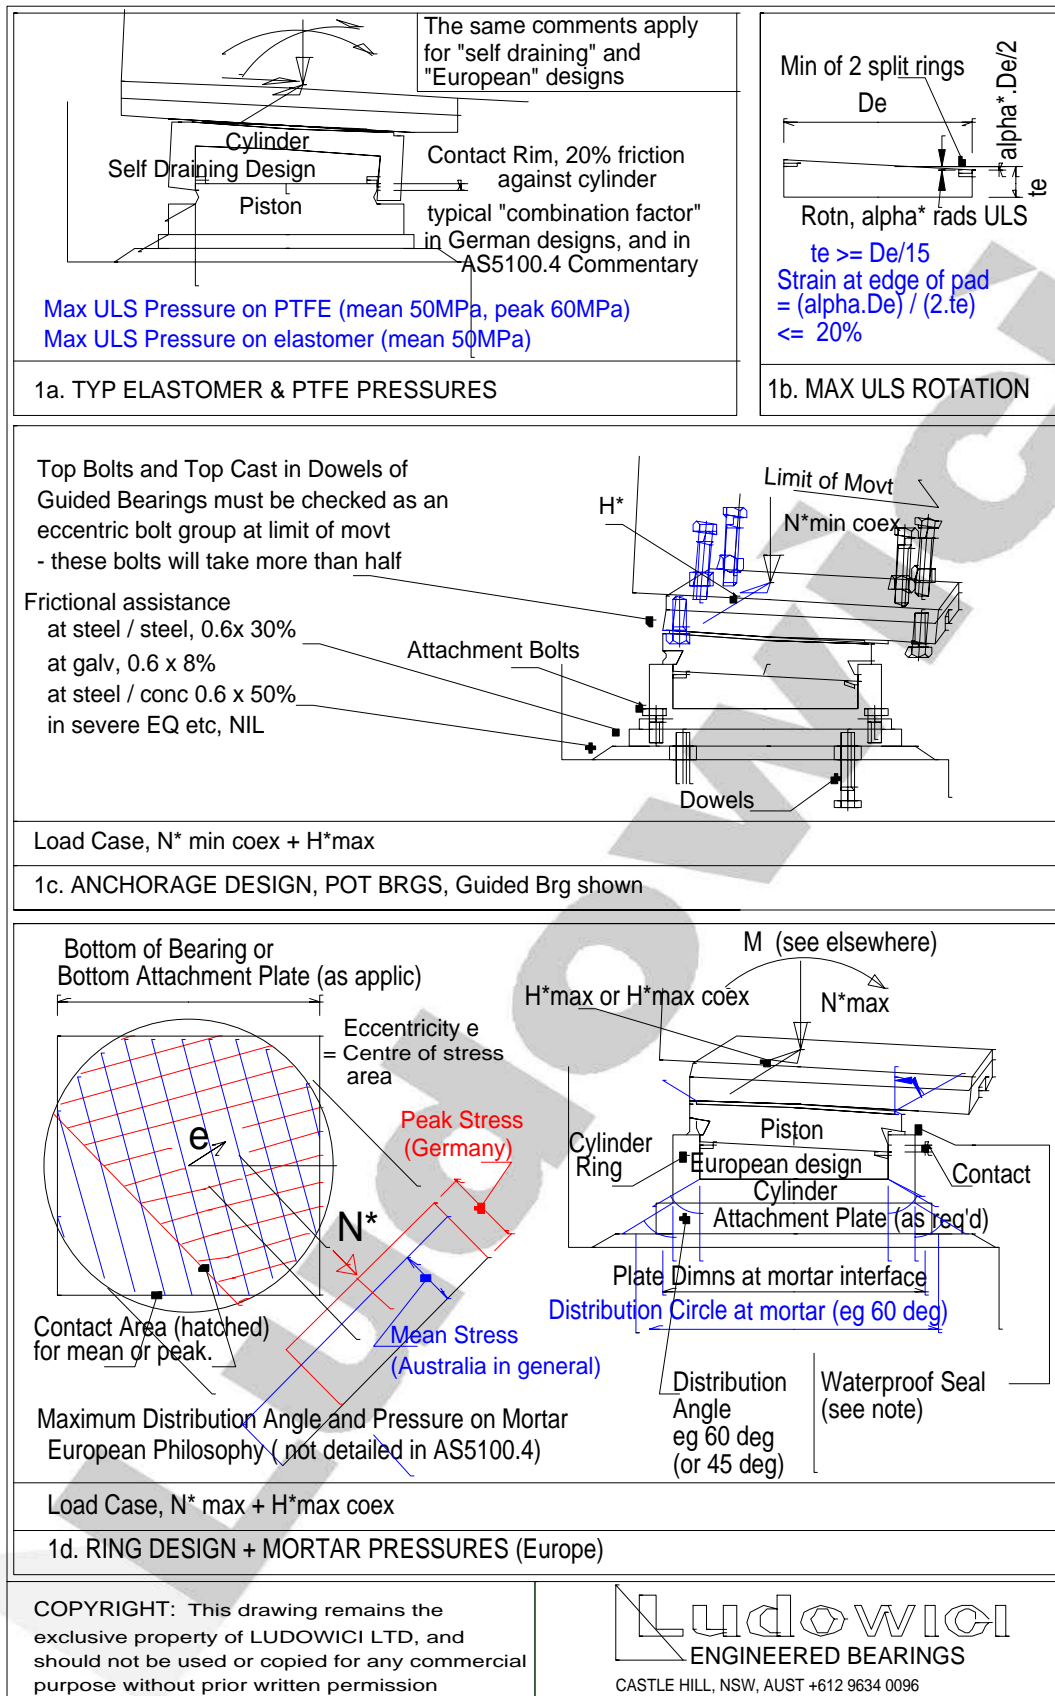 The same comments apply
for "self draining" and
"European" designs
Cylinder
Self Draining Design
Piston
Contact Rim, 20% friction
against cylinder
typical "combination factor"
in German designs, and in
AS5100.4 Commentary
Max ULS Pressure on PTFE (mean 50MPa, peak 60MPa)
Max ULS Pressure on elastomer (mean 50MPa)
1a. TYP ELASTOMER & PTFE PRESSURES
Min of 2 split rings
De
alpha*.De/2
te
Rotn, alpha* rads ULS
te >= De/15
Strain at edge of pad
= (alpha.De) / (2.te)
<= 20%
1b. MAX ULS ROTATION
Top Bolts and Top Cast in Dowels of
Guided Bearings must be checked as an
eccentric bolt group at limit of movt
- these bolts will take more than half
Frictional assistance
at steel / steel, 0.6x 30%
at galv, 0.6 x 8%
at steel / conc 0.6 x 50%
in severe EQ etc, NIL
H*
Limit of Movt
N*min coex
Attachment Bolts
Dowels
Load Case, N* min coex + H*max
1c. ANCHORAGE DESIGN, POT BRGS, Guided Brg shown
Bottom of Bearing or
Bottom Attachment Plate (as applic)
Eccentricity e
= Centre of stress
area
e
Peak Stress
(Germany)
N*
Mean Stress
(Australia in general)
Contact Area (hatched)
for mean or peak.
Maximum Distribution Angle and Pressure on Mortar
European Philosophy ( not detailed in AS5100.4)
M (see elsewhere)
H*max or H*max coex
N*max
Cylinder
Ring
Piston
European design
Cylinder
Contact
Attachment Plate (as req'd)
Plate Dimns at mortar interface
Distribution Circle at mortar (eg 60 deg)
Distribution
Angle
eg 60 deg
(or 45 deg)
Waterproof Seal
(see note)
Load Case, N* max + H*max coex
1d. RING DESIGN + MORTAR PRESSURES (Europe)
COPYRIGHT: This drawing remains the
exclusive property of LUDOWICI LTD, and
should not be used or copied for any commercial
purpose without prior written permission
Ludowici
ENGINEERED BEARINGS
CASTLE HILL, NSW, AUST +612 9634 0096
Ludowici